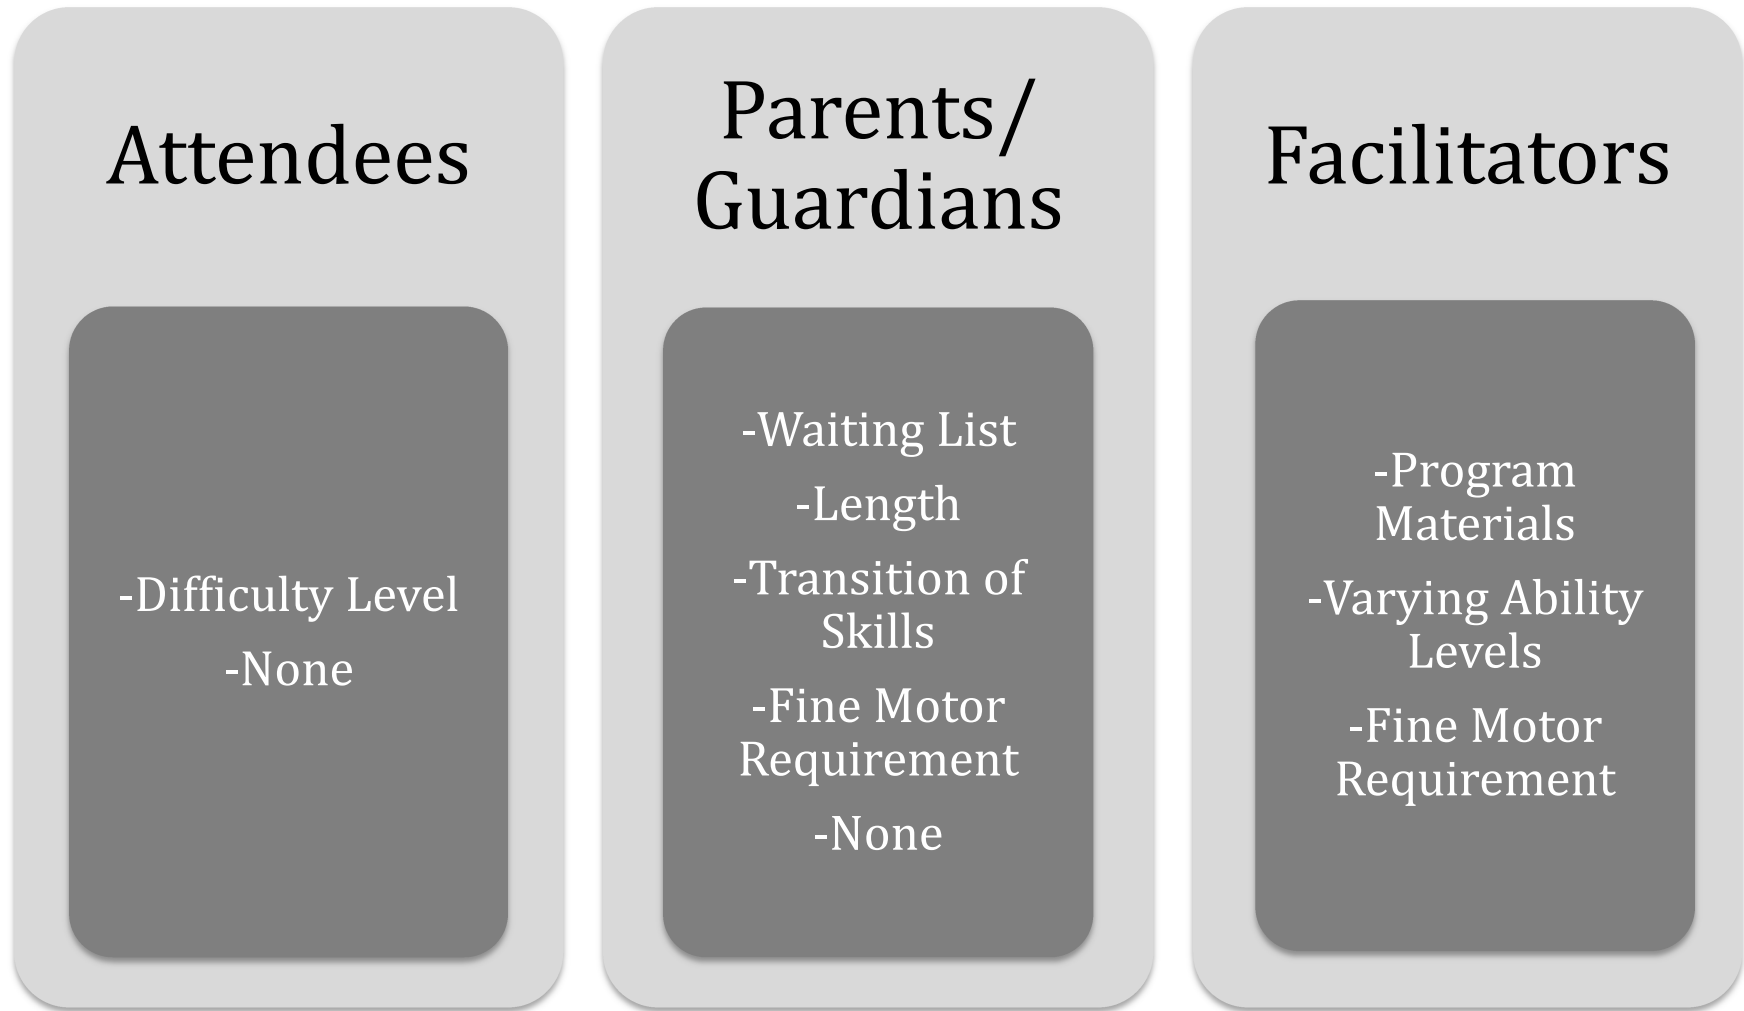 Attendees
-Difficulty Level
-None
Parents/
Guardians
-Waiting List
-Length
-Transition of
Skills
-Fine Motor
Requirement
-None
Facilitators
-Program
Materials
-Varying Ability
Levels
-Fine Motor
Requirement